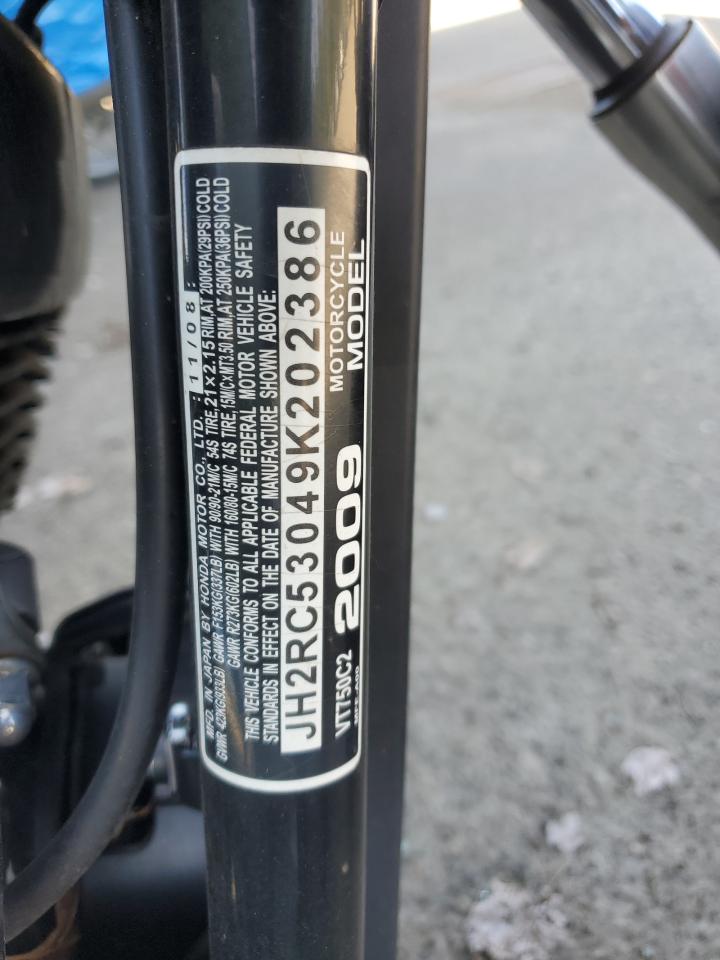 MFD. IN JAPAN BY HONDA MOTOR CO., LTD. : 11/08 :
GVWR 423KG(933LB) GAWR F153KG(337LB) WITH 90/90-21M/C 54S TIRE,21×2.15 RIM,AT 200KPA(29PSI)COLD
GAWR R273KG(602LB) WITH 160/80-15M/C 74S TIRE,15M/C×MT3.50 RIM,AT 250KPA(36PSI)COLD
THIS VEHICLE CONFORMS TO ALL APPLICABLE FEDERAL MOTOR VEHICLE SAFETY
STANDARDS IN EFFECT ON THE DATE OF MANUFACTURE SHOWN ABOVE:
JH2RC53049K202386
VT750C2 MOTORCYCLE
2009 MODEL